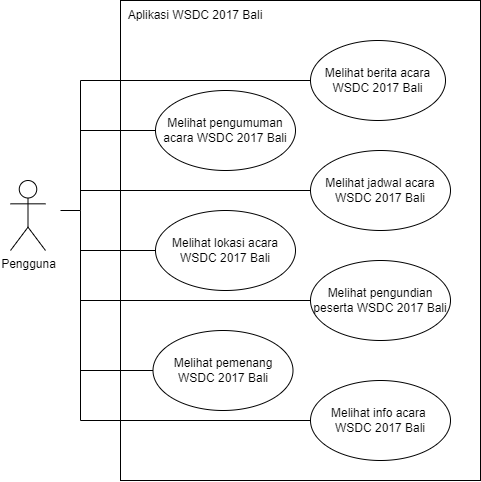 Aplikasi WSDC 2017 Bali
Melihat berita acara
WSDC 2017 Bali
Melihat pengumuman
acara WSDC 2017 Bali
Melihat jadwal acara
WSDC 2017 Bali
Pengguna
Melihat lokasi acara
WSDC 2017 Bali
Melihat pengundian
peserta WSDC 2017 Bali
Melihat pemenang
WSDC 2017 Bali
Melihat info acara
WSDC 2017 Bali